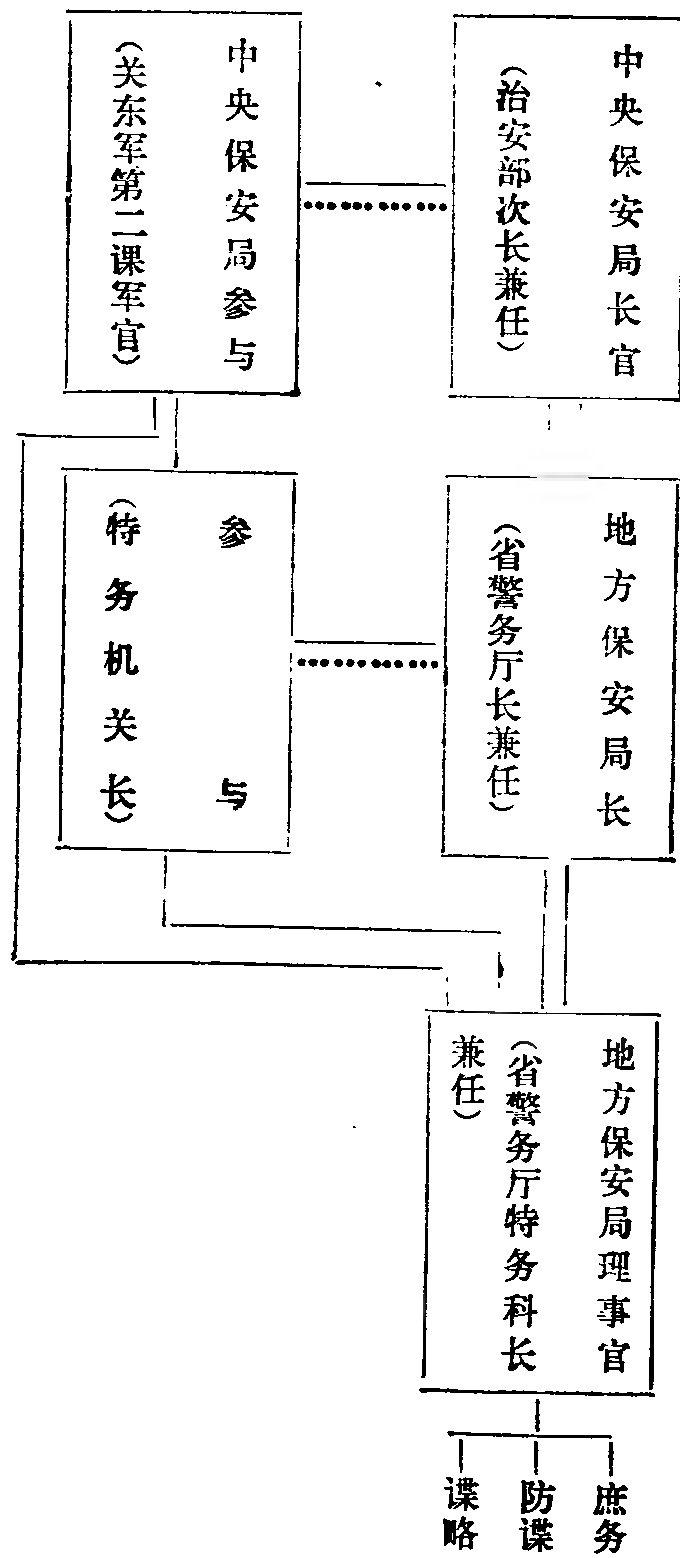 中央保安局长官
（治安部次长兼任）
中央保安局参与
（关东军第二课军官）
地方保安局长
（省警务厅长兼任）
参与
（特务机关长）
地方保安局理事官
（省警务厅特务科长
兼任）
庶务
防谍
谍略